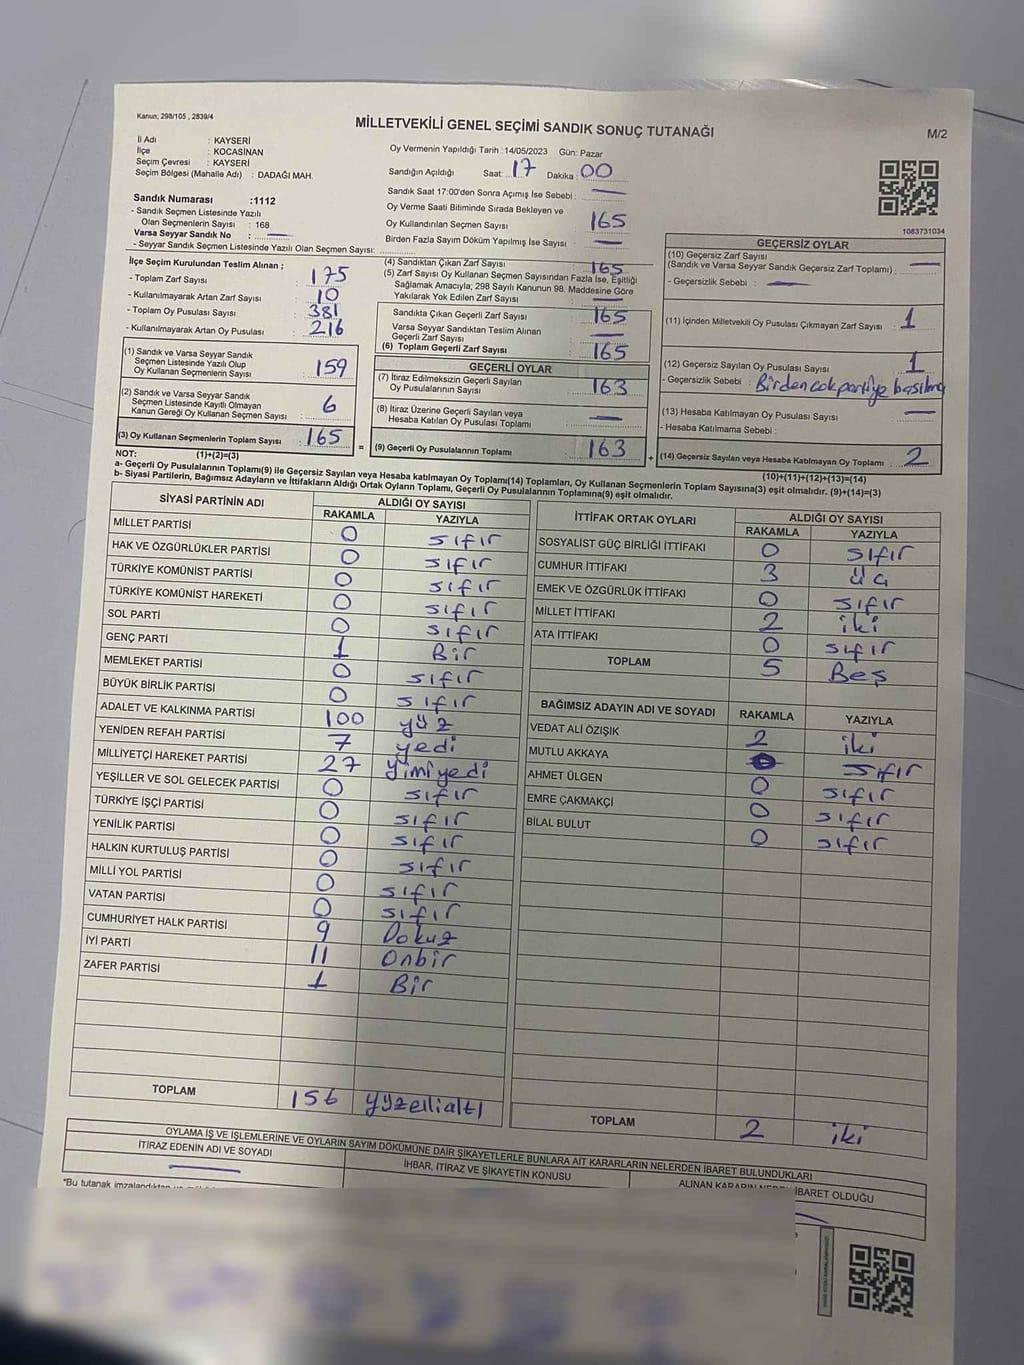 Kanun; 298/105 , 2839/4
MİLLETVEKİLİ GENEL SEÇİMİ SANDIK SONUÇ TUTANAĞI
M/2
İl Adı : KAYSERİ
İlçe : KOCASİNAN
Seçim Çevresi : KAYSERİ
Seçim Bölgesi (Mahalle Adı) : DADAĞI MAH.
Sandık Numarası :1112
- Sandık Seçmen Listesinde Yazılı
Olan Seçmenlerin Sayısı : 168
Varsa Seyyar Sandık No :
- Seyyar Sandık Seçmen Listesinde Yazılı Olan Seçmen Sayısı:
Oy Vermenin Yapıldığı Tarih :14/05/2023 Gün: Pazar
Sandığın Açıldığı Saat: 17 Dakika : 00
Sandık Saat 17:00'den Sonra Açımış İse Sebebi :
Oy Verme Saati Bitiminde Sırada Bekleyen ve
Oy Kullandırılan Seçmen Sayısı : 165
Birden Fazla Sayım Döküm Yapılmış İse Sayısı
1083731034
İlçe Seçim Kurulundan Teslim Alınan ;
- Toplam Zarf Sayısı : 175
- Kullanılmayarak Artan Zarf Sayısı : 10
- Toplam Oy Pusulası Sayısı : 381
- Kullanılmayarak Artan Oy Pusulası : 216
(1) Sandık ve Varsa Seyyar Sandık
Seçmen Listesinde Yazılı Olup
Oy Kullanan Seçmenlerin Sayısı : 159
(2) Sandık ve Varsa Seyyar Sandık
Seçmen Listesinde Kayıtlı Olmayan
Kanun Gereği Oy Kullanan Seçmen Sayısı : 6
(3) Oy Kullanan Seçmenlerin Toplam Sayısı : 165
(4) Sandıktan Çıkan Zarf Sayısı : 165
(5) Zarf Sayısı Oy Kullanan Seçmen Sayısından Fazla İse, Eşitliği
Sağlamak Amacıyla; 298 Sayılı Kanunun 98. Maddesine Göre
Yakılarak Yok Edilen Zarf Sayısı :
Sandıkta Çıkan Geçerli Zarf Sayısı : 165
Varsa Seyyar Sandıktan Teslim Alınan
Geçerli Zarf Sayısı :
(6) Toplam Geçerli Zarf Sayısı : 165
GEÇERLİ OYLAR
(7) İtiraz Edilmeksizin Geçerli Sayılan
Oy Pusulalarının Sayısı : 163
(8) İtiraz Üzerine Geçerli Sayılan veya
Hesaba Katılan Oy Pusulası Toplamı :
= (9) Geçerli Oy Pusulalarının Toplamı : 163
GEÇERSİZ OYLAR
(10) Geçersiz Zarf Sayısı
(Sandık ve Varsa Seyyar Sandık Geçersiz Zarf Toplamı) :
- Geçersizlik Sebebi :
(11) İçinden Milletvekili Oy Pusulası Çıkmayan Zarf Sayısı : 1
(12) Geçersiz Sayılan Oy Pusulası Sayısı : 1
- Geçersizlik Sebebi : Birden çok partiye basılma
(13) Hesaba Katılmayan Oy Pusulası Sayısı :
- Hesaba Katılmama Sebebi :
+ (14) Geçersiz Sayılan veya Hesaba Katılmayan Oy Toplamı : 2
NOT: (1)+(2)=(3)
(10)+(11)+(12)+(13)=(14)
a- Geçerli Oy Pusulalarının Toplamı(9) ile Geçersiz Sayılan veya Hesaba katılmayan Oy Toplamı(14) Toplamları, Oy Kullanan Seçmenlerin Toplam Sayısına(3) eşit olmalıdır. (9)+(14)=(3)
b- Siyasi Partilerin, Bağımsız Adayların ve İttifakların Aldığı Ortak Oyların Toplamı, Geçerli Oy Pusulalarının Toplamına(9) eşit olmalıdır.
SİYASİ PARTİNİN ADI ALDIĞI OY SAYISI
RAKAMLA YAZIYLA
MİLLET PARTİSİ 0 sıfır
HAK VE ÖZGÜRLÜKLER PARTİSİ 0 sıfır
TÜRKİYE KOMÜNİST PARTİSİ 0 sıfır
TÜRKİYE KOMÜNİST HAREKETİ 0 sıfır
SOL PARTİ 0 sıfır
GENÇ PARTİ 1 Bir
MEMLEKET PARTİSİ 0 sıfır
BÜYÜK BİRLİK PARTİSİ 0 sıfır
ADALET VE KALKINMA PARTİSİ 100 yüz
YENİDEN REFAH PARTİSİ 7 yedi
MİLLİYETÇİ HAREKET PARTİSİ 27 yimiyedi
YEŞİLLER VE SOL GELECEK PARTİSİ 0 sıfır
TÜRKİYE İŞÇİ PARTİSİ 0 sıfır
YENİLİK PARTİSİ 0 sıfır
HALKIN KURTULUŞ PARTİSİ 0 sıfır
MİLLİ YOL PARTİSİ 0 sıfır
VATAN PARTİSİ 0 sıfır
CUMHURİYET HALK PARTİSİ 9 Dokuz
İYİ PARTİ 11 Onbir
ZAFER PARTİSİ 1 Bir
TOPLAM 156 yüzelliatlı
İTTİFAK ORTAK OYLARI ALDIĞI OY SAYISI
RAKAMLA YAZIYLA
SOSYALİST GÜÇ BİRLİĞİ İTTİFAKI 0 sıfır
CUMHUR İTTİFAKI 3 üç
EMEK VE ÖZGÜRLÜK İTTİFAKI 0 sıfır
MİLLET İTTİFAKI 2 iki
ATA İTTİFAKI 0 sıfır
TOPLAM 5 Beş
BAĞIMSIZ ADAYIN ADI VE SOYADI RAKAMLA YAZIYLA
VEDAT ALİ ÖZIŞIK 2 iki
MUTLU AKKAYA 0 sıfır
AHMET ÜLGEN 0 sıfır
EMRE ÇAKMAKÇİ 0 sıfır
BİLAL BULUT 0 sıfır
TOPLAM 2 iki
OYLAMA İŞ VE İŞLEMLERİNE VE OYLARIN SAYIM DÖKÜMÜNE DAİR ŞİKAYETLERLE BUNLARA AİT KARARLARIN NELERDEN İBARET BULUNDUKLARI
İTİRAZ EDENİN ADI VE SOYADI
İHBAR, İTİRAZ VE ŞİKAYETİN KONUSU
ALINAN KARARIN İBARET OLDUĞU
"Bu tutanak imzalandıktan